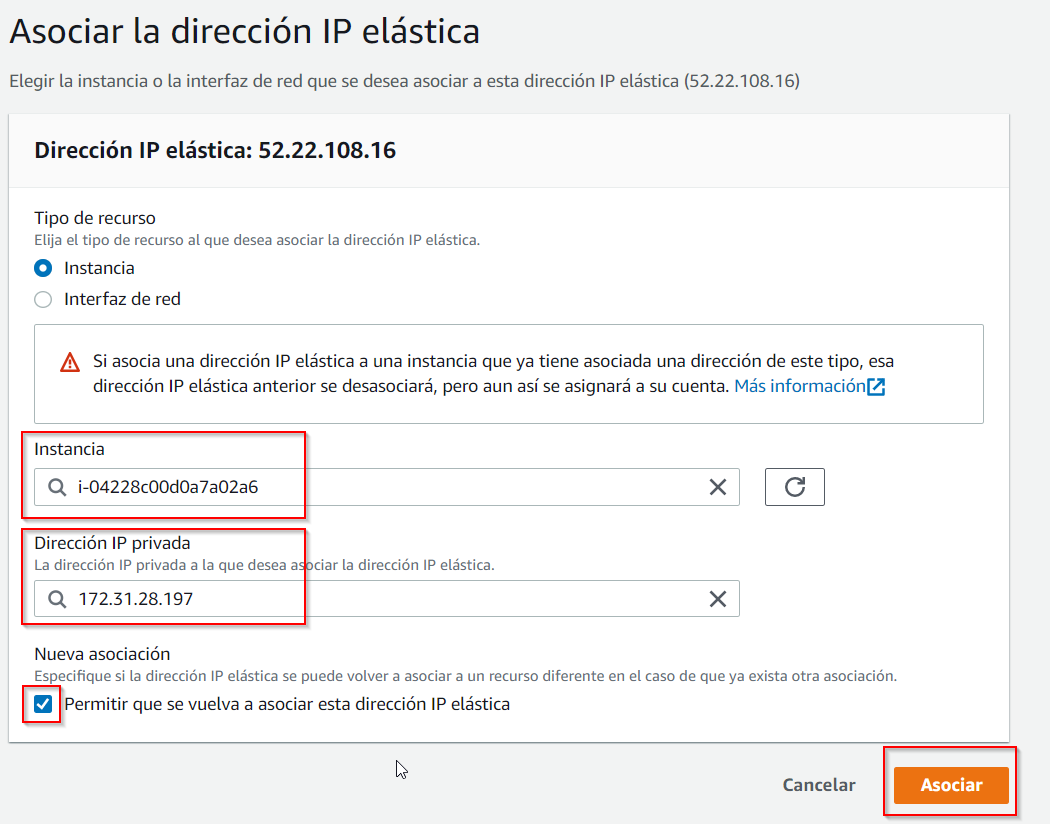 Asociar la dirección IP elástica
Elegir la instancia o la interfaz de red que se desea asociar a esta dirección IP elástica (52.22.108.16)
Dirección IP elástica: 52.22.108.16
Tipo de recurso
Elija el tipo de recurso al que desea asociar la dirección IP elástica.
Instancia
Interfaz de red
Si asocia una dirección IP elástica a una instancia que ya tiene asociada una dirección de este tipo, esa
dirección IP elástica anterior se desasociará, pero aun así se asignará a su cuenta. Más información
Instancia
i-04228c00d0a7a02a6
Dirección IP privada
La dirección IP privada a la que desea asociar la dirección IP elástica.
172.31.28.197
Nueva asociación
Especifique si la dirección IP elástica se puede volver a asociar a un recurso diferente en el caso de que ya exista otra asociación.
Permitir que se vuelva a asociar esta dirección IP elástica
Cancelar
Asociar